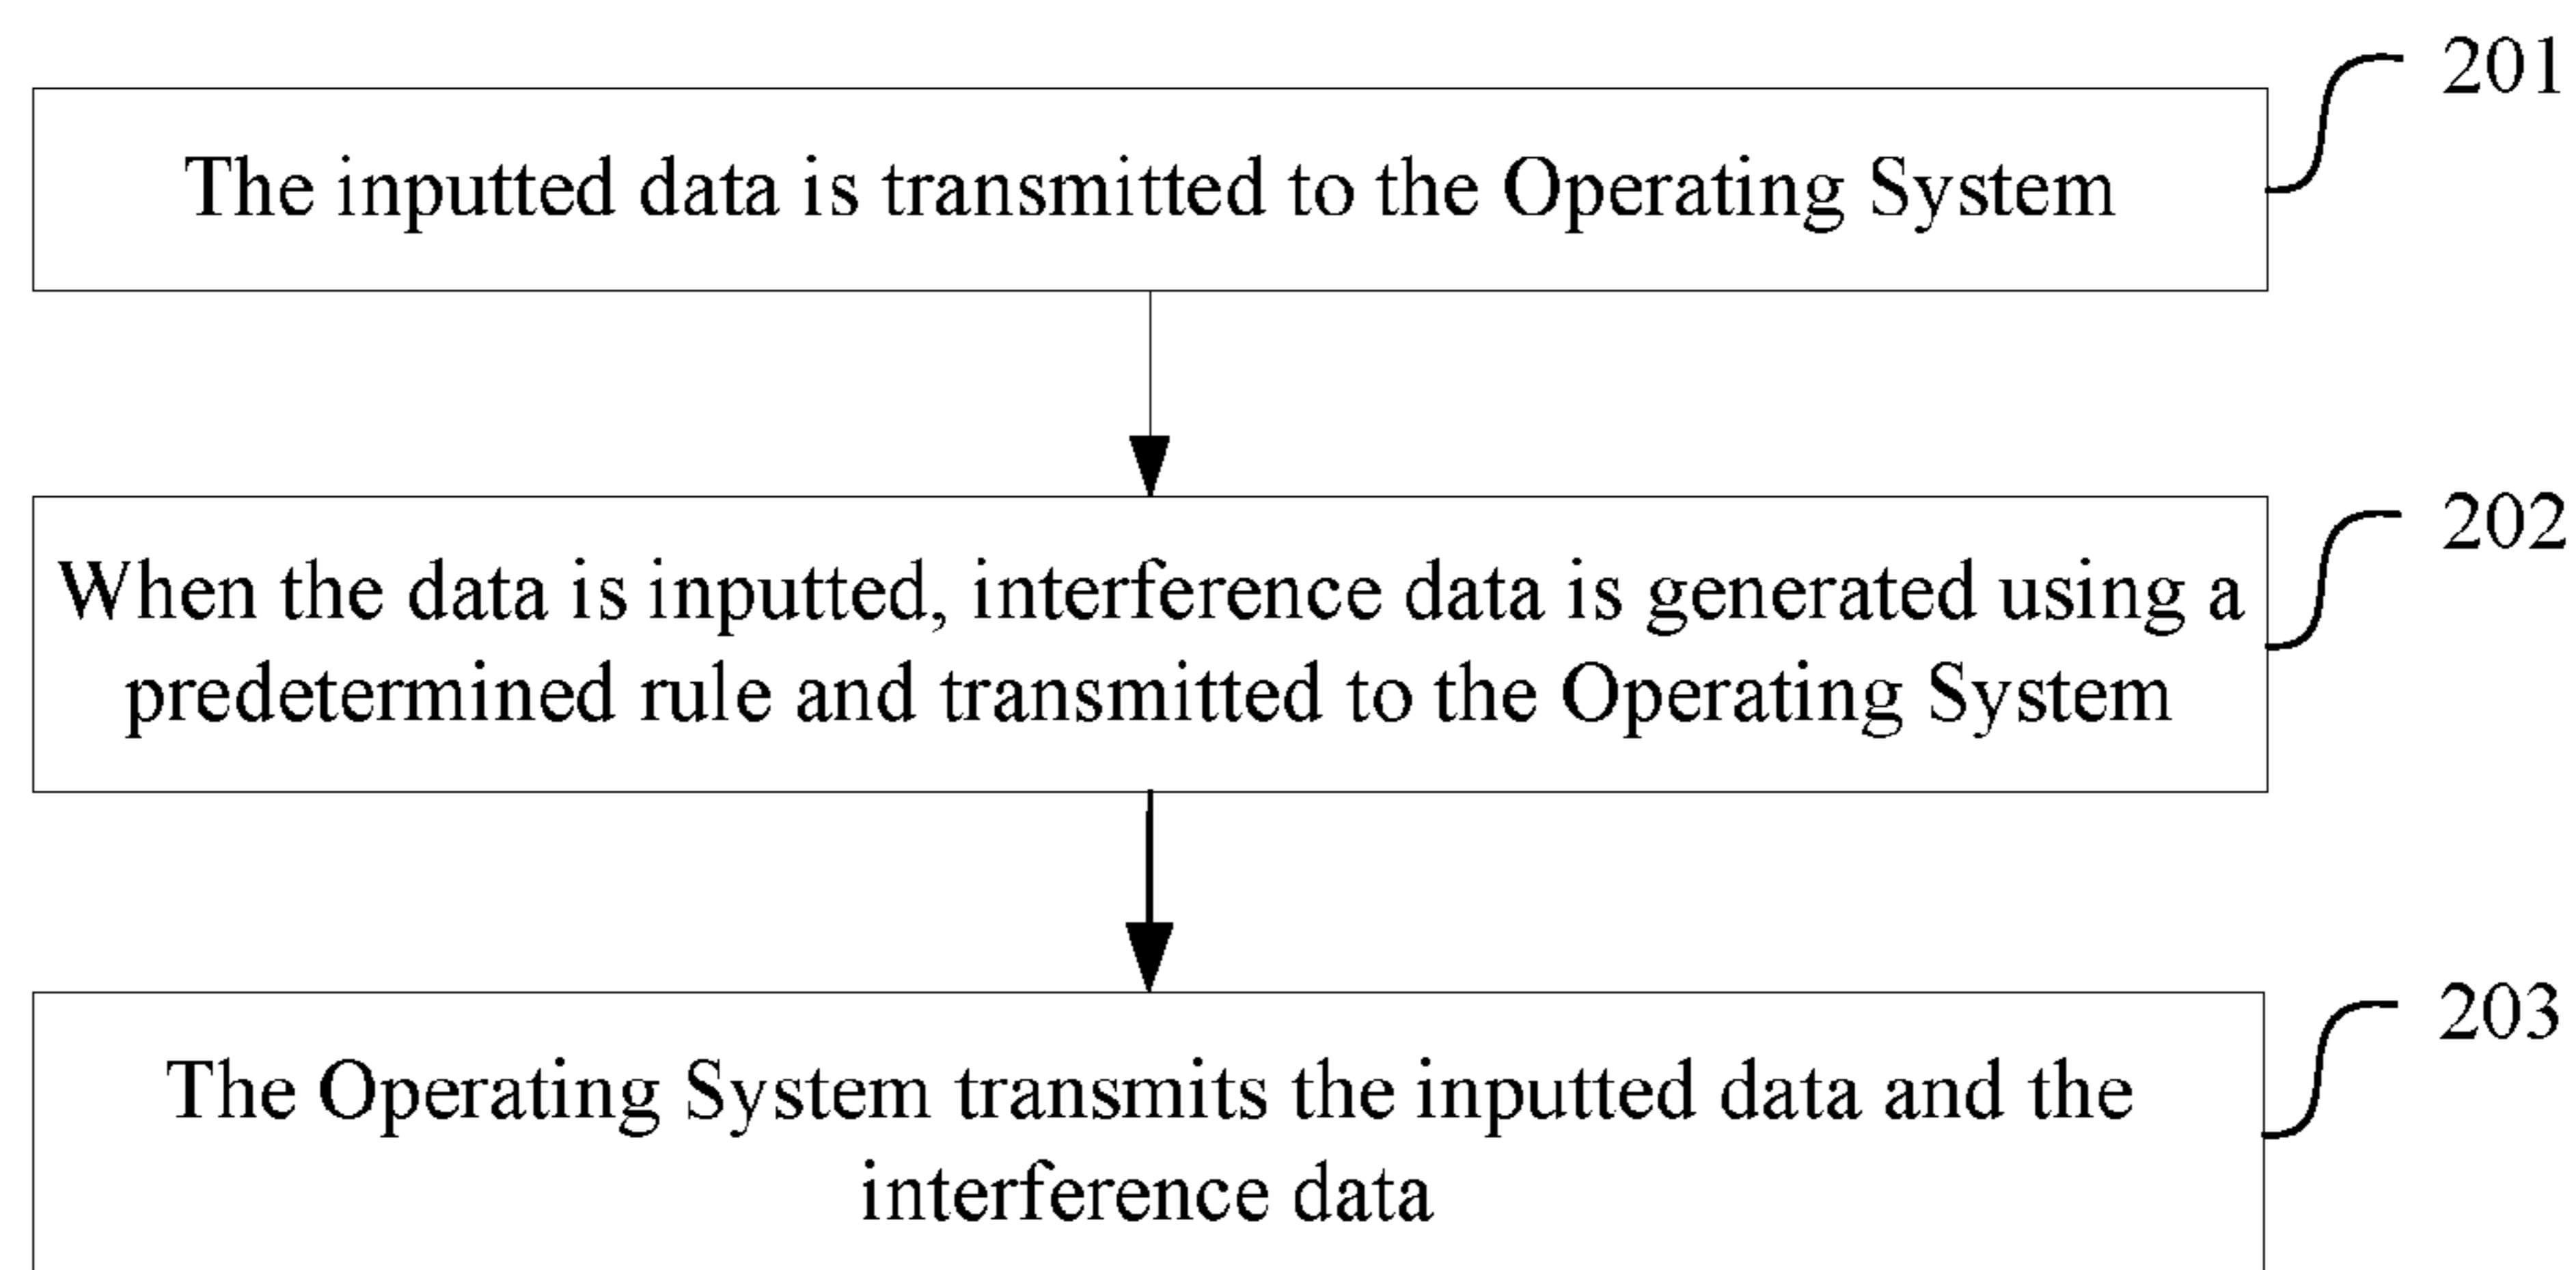 201
The inputted data is transmitted to the Operating System
202
When the data is inputted, interference data is generated using a
predetermined rule and transmitted to the Operating System
203
The Operating System transmits the inputted data and the
interference data